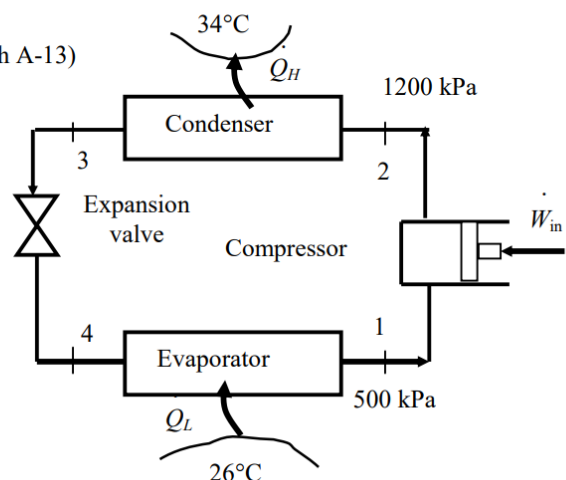 34°C
h A-13)
Q̇H
1200 kPa
Condenser
3
2
Expansion
valve
Ẇin
Compressor
4
1
Evaporator
500 kPa
Q̇L
26°C